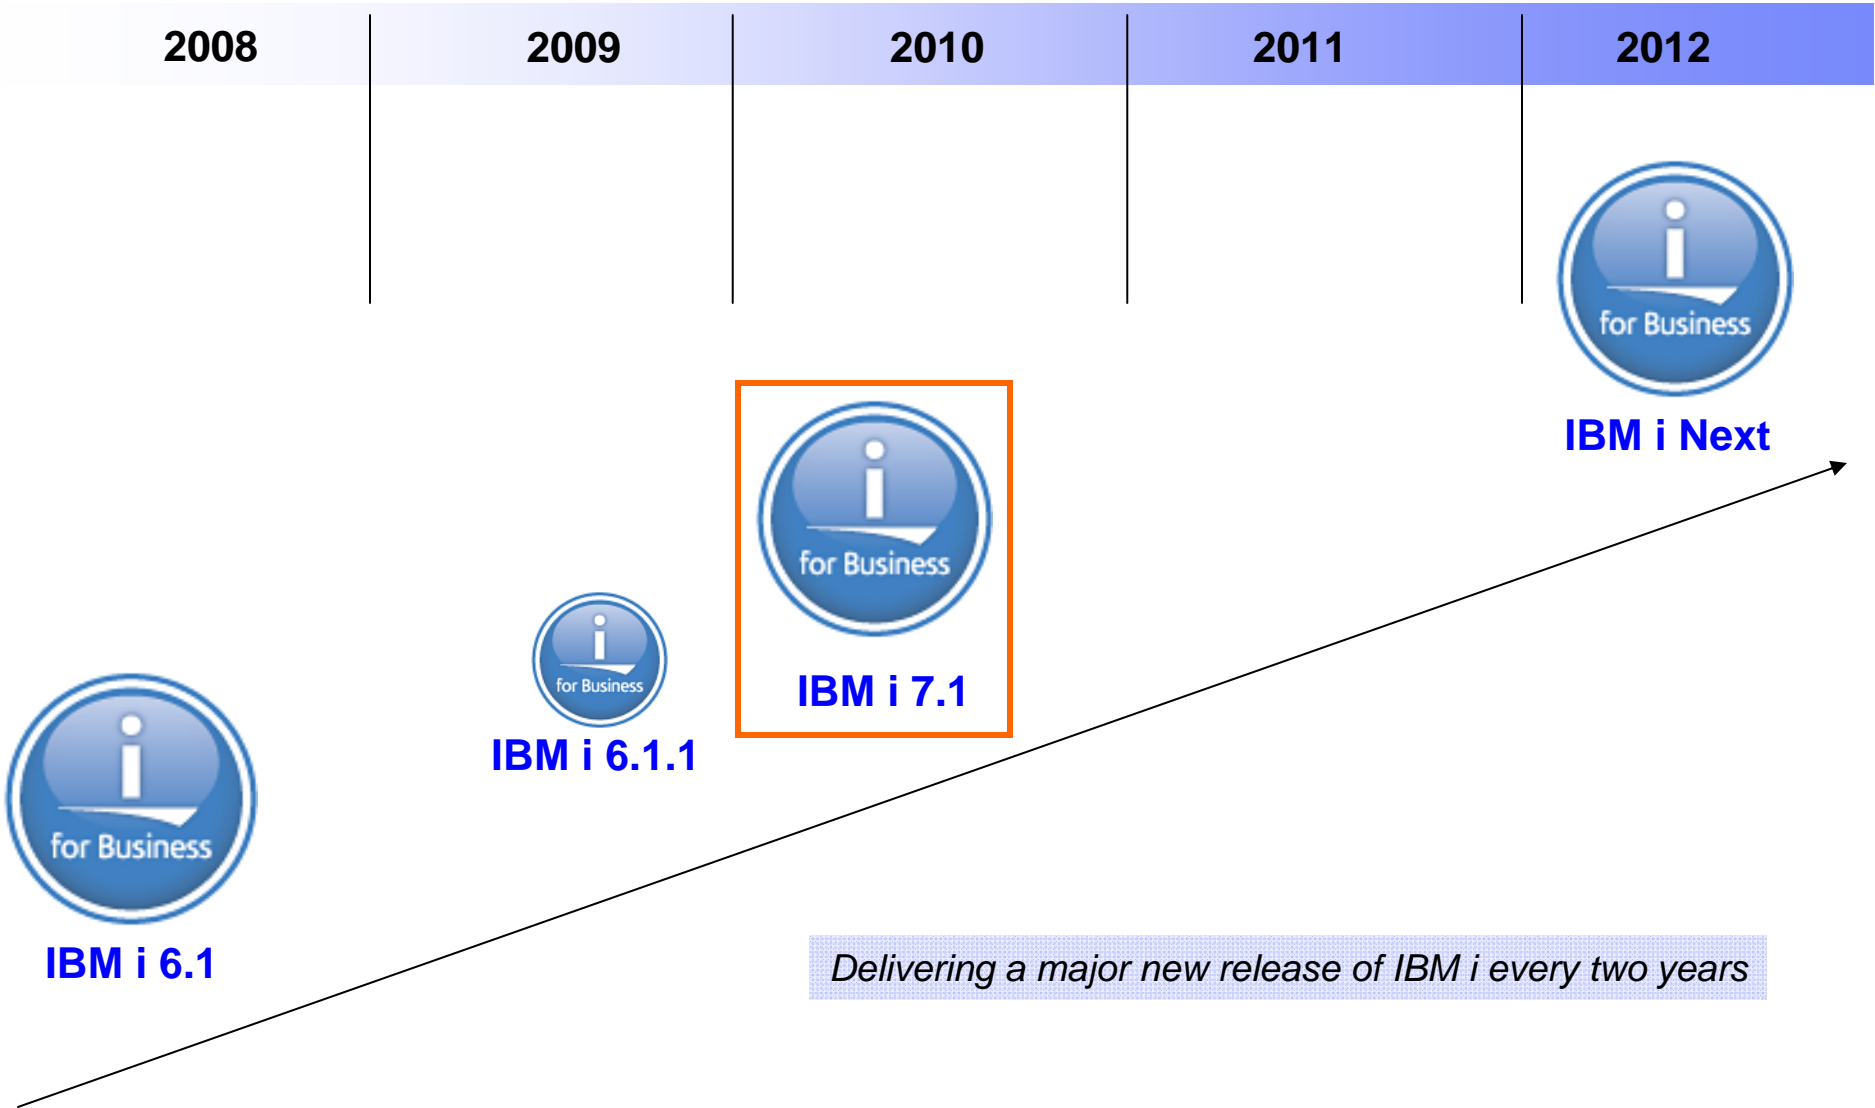 2008 2009 2010 2011 2012
i
for Business
IBM i Next
i
for Business
IBM i 7.1
i
for Business
IBM i 6.1.1
i
for Business
IBM i 6.1
Delivering a major new release of IBM i every two years